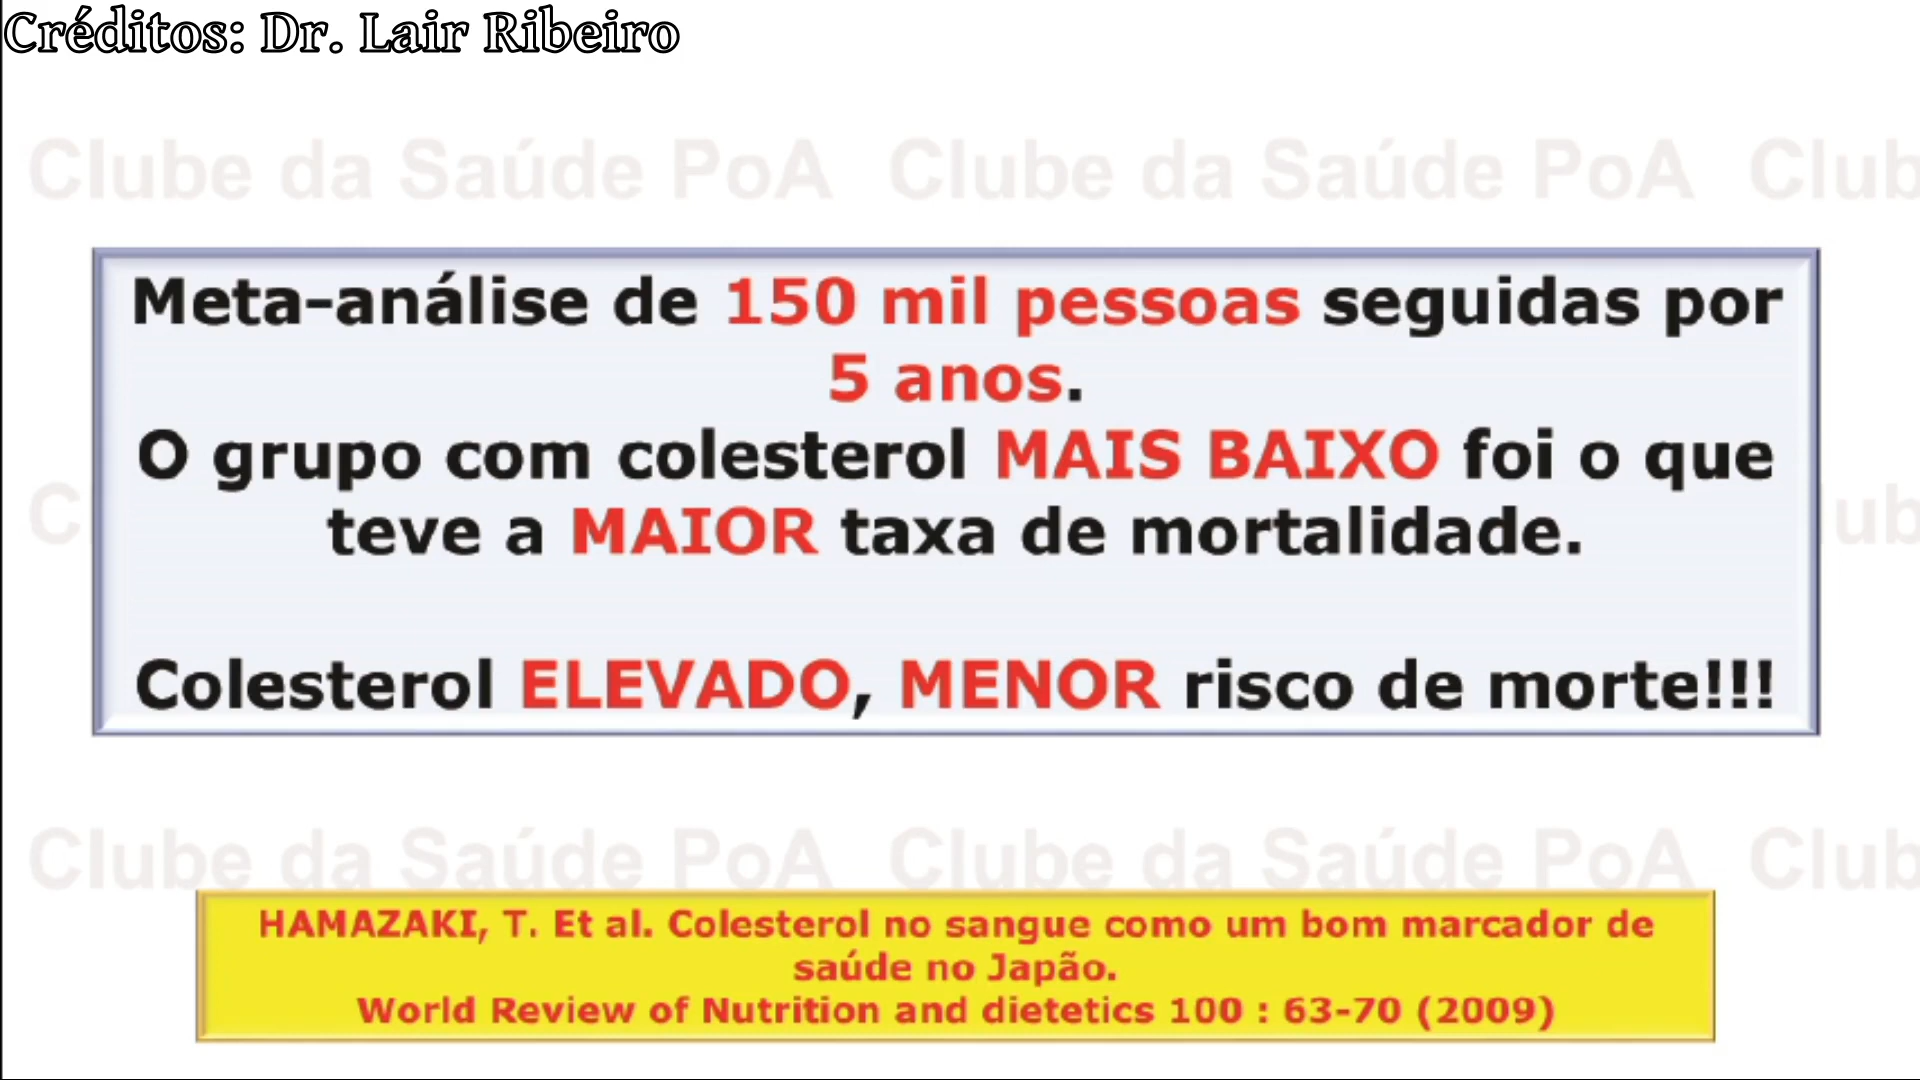 Créditos: Dr. Lair Ribeiro
Clube da Saúde PoA Clube da Saúde PoA Club
Meta-análise de 150 mil pessoas seguidas por
5 anos.
O grupo com colesterol MAIS BAIXO foi o que
teve a MAIOR taxa de mortalidade.
Colesterol ELEVADO, MENOR risco de morte!!!
Clube da Saúde PoA Clube da Saúde PoA Club
HAMAZAKI, T. Et al. Colesterol no sangue como um bom marcador de
saúde no Japão.
World Review of Nutrition and dietetics 100 : 63-70 (2009)